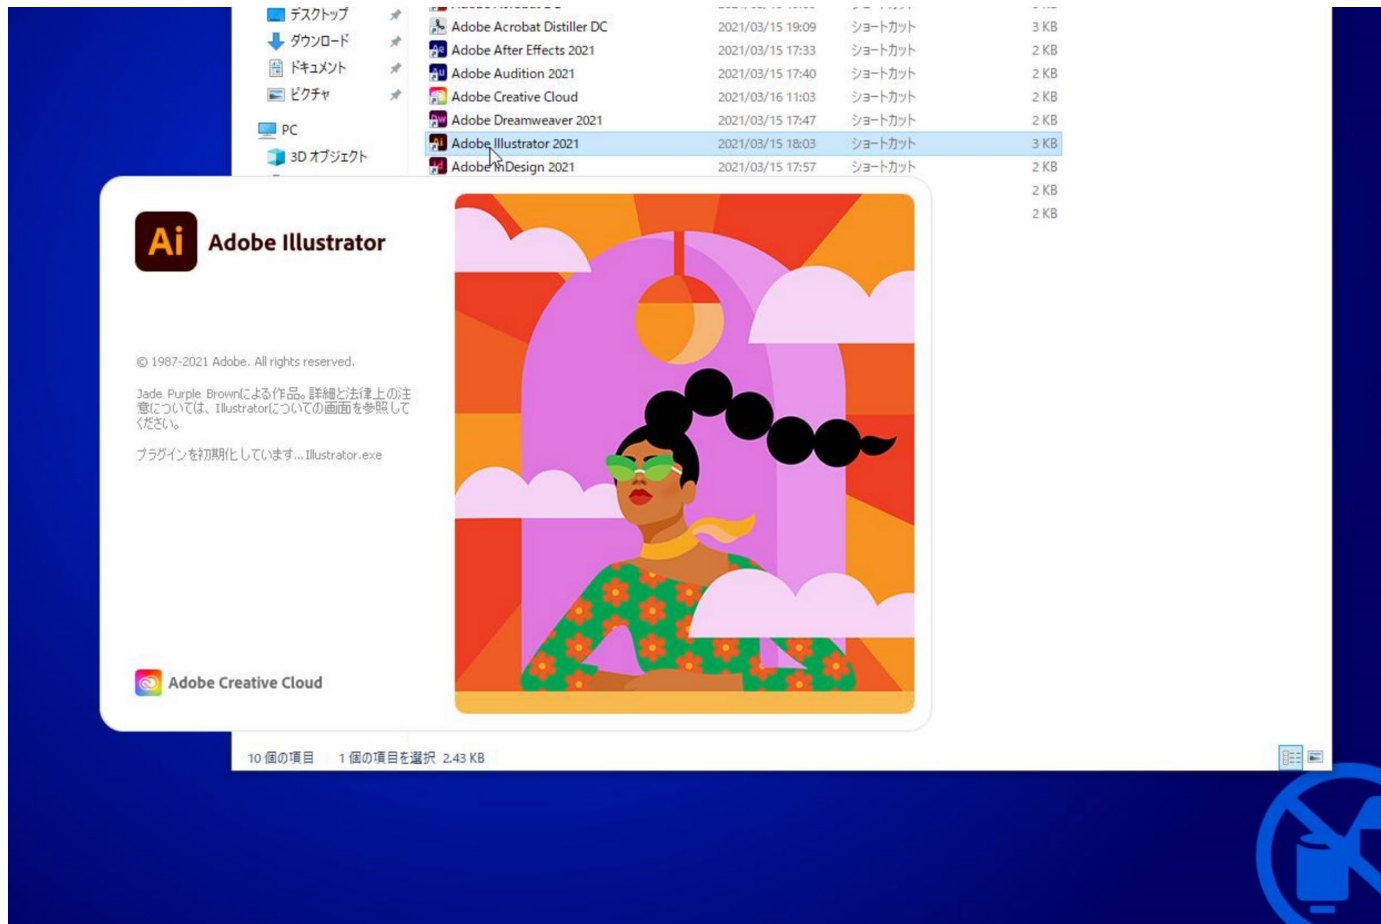 デスクトップ
ダウンロード
ドキュメント
ピクチャ
PC
3D オブジェクト
Adobe Acrobat Distiller DC 2021/03/15 19:09 ショートカット 3 KB
Adobe After Effects 2021 2021/03/15 17:33 ショートカット 2 KB
Adobe Audition 2021 2021/03/15 17:40 ショートカット 2 KB
Adobe Creative Cloud 2021/03/16 11:03 ショートカット 2 KB
Adobe Dreamweaver 2021 2021/03/15 17:47 ショートカット 2 KB
Adobe Illustrator 2021 2021/03/15 18:03 ショートカット 3 KB
Adobe InDesign 2021 2021/03/15 17:57 ショートカット 2 KB
2 KB
2 KB
Ai Adobe Illustrator
© 1987-2021 Adobe. All rights reserved.
Jade Purple Brownによる作品。詳細と法律上の注
意については、Illustratorについての画面を参照して
ください。
プラグインを初期化しています...Illustrator.exe
Adobe Creative Cloud
10 個の項目 1 個の項目を選択 2.43 KB